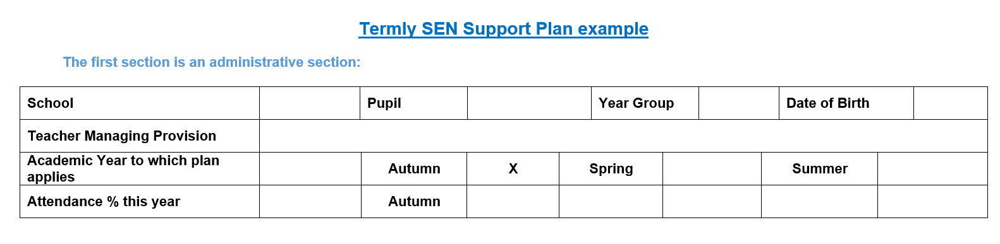 Termly SEN Support Plan example
The first section is an administrative section:
School Pupil Year Group Date of Birth
Teacher Managing Provision
Academic Year to which plan
applies Autumn X Spring Summer
Attendance % this year Autumn